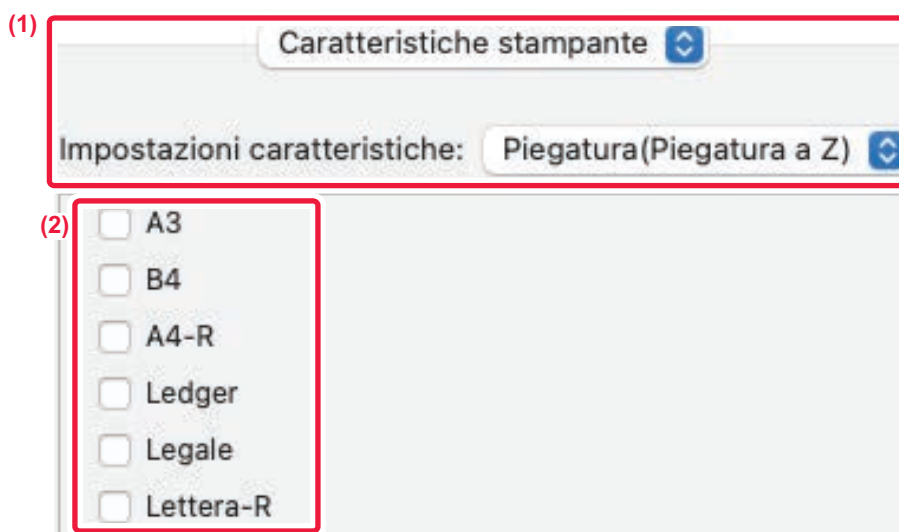 (1)
Caratteristiche stampante
Impostazioni caratteristiche: Piegatura(Piegatura a Z)
(2)
A3
B4
A4-R
Ledger
Legale
Lettera-R